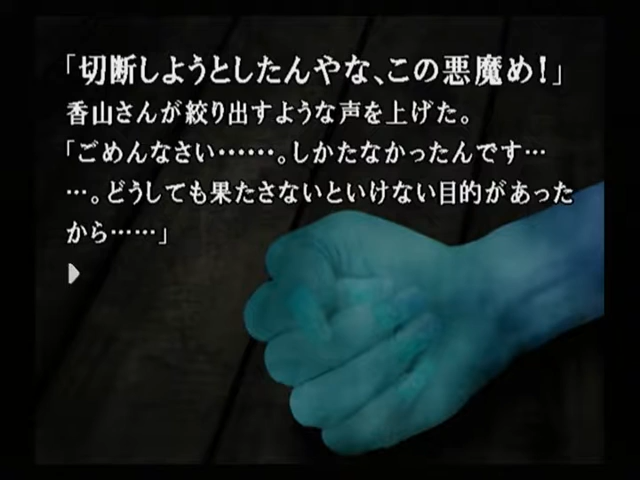 「切断しようとしたんやな、この悪魔め！」
香山さんが絞り出すような声を上げた。
「ごめんなさい……。しかたなかったんです…
…。どうしても果たさないといけない目的があった
から……」